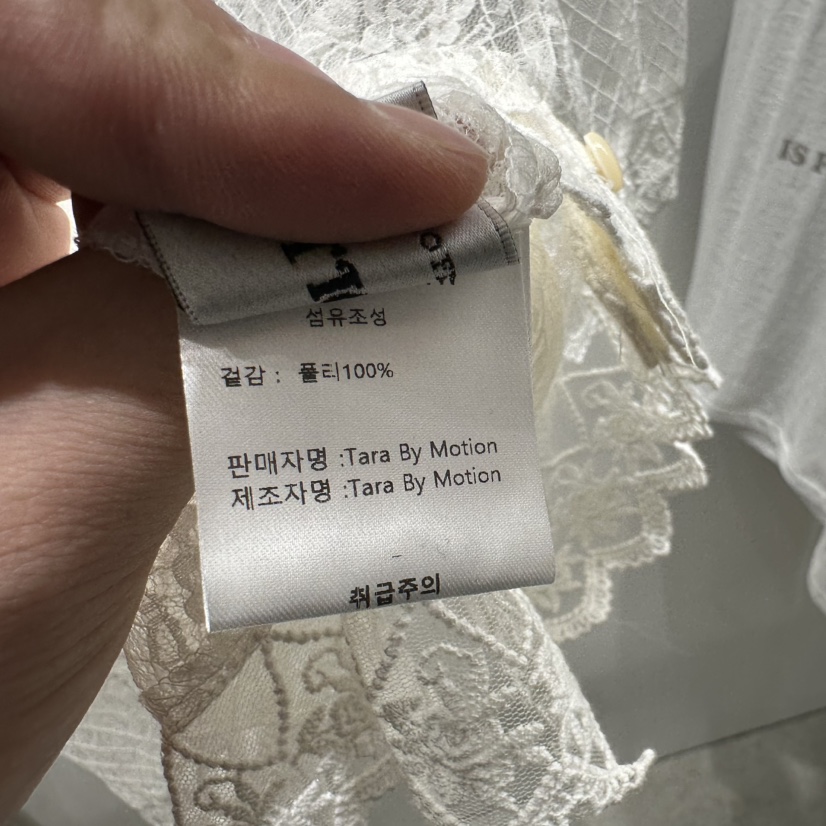 섬유조성
겉감 : 폴리100%
판매자명 :Tara By Motion
제조자명 :Tara By Motion
취급주의
IS